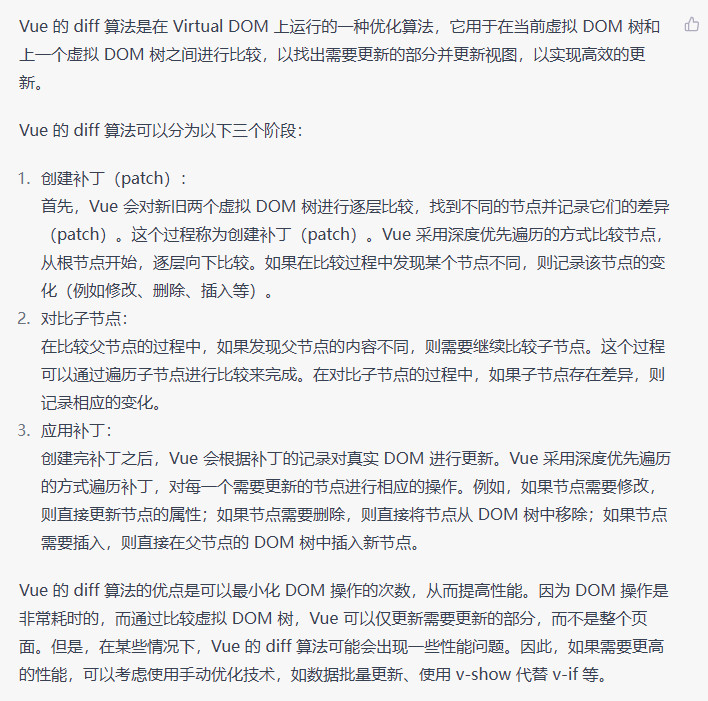 Vue 的 diff 算法是在 Virtual DOM 上运行的一种优化算法，它用于在当前虚拟 DOM 树和
上一个虚拟 DOM 树之间进行比较，以找出需要更新的部分并更新视图，以实现高效的更
新。
Vue 的 diff 算法可以分为以下三个阶段：
1. 创建补丁（patch）：
首先，Vue 会对新旧两个虚拟 DOM 树进行逐层比较，找到不同的节点并记录它们的差异
（patch）。这个过程称为创建补丁（patch）。Vue 采用深度优先遍历的方式比较节点，
从根节点开始，逐层向下比较。如果在比较过程中发现某个节点不同，则记录该节点的变
化（例如修改、删除、插入等）。
2. 对比子节点：
在比较父节点的过程中，如果发现父节点的内容不同，则需要继续比较子节点。这个过程
可以通过遍历子节点进行比较来完成。在对比子节点的过程中，如果子节点存在差异，则
记录相应的变化。
3. 应用补丁：
创建完补丁之后，Vue 会根据补丁的记录对真实 DOM 进行更新。Vue 采用深度优先遍历
的方式遍历补丁，对每一个需要更新的节点进行相应的操作。例如，如果节点需要修改，
则直接更新节点的属性；如果节点需要删除，则直接将节点从 DOM 树中移除；如果节点
需要插入，则直接在父节点的 DOM 树中插入新节点。
Vue 的 diff 算法的优点是可以最小化 DOM 操作的次数，从而提高性能。因为 DOM 操作是
非常耗时的，而通过比较虚拟 DOM 树，Vue 可以仅更新需要更新的部分，而不是整个页
面。但是，在某些情况下，Vue 的 diff 算法可能会出现一些性能问题。因此，如果需要更高
的性能，可以考虑使用手动优化技术，如数据批量更新、使用 v-show 代替 v-if 等。